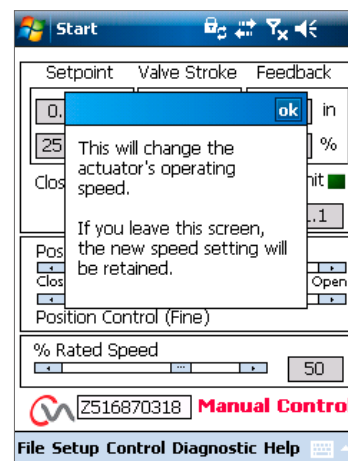 Start
Setpoint Valve Stroke Feedback
0. in
ok
25 %
This will change the
actuator's operating
speed.
Clos nit
.1
If you leave this screen,
the new speed setting will
be retained.
Pos
Clos Open
Position Control (Fine)
% Rated Speed
50
Z516870318 Manual Contro
File Setup Control Diagnostic Help